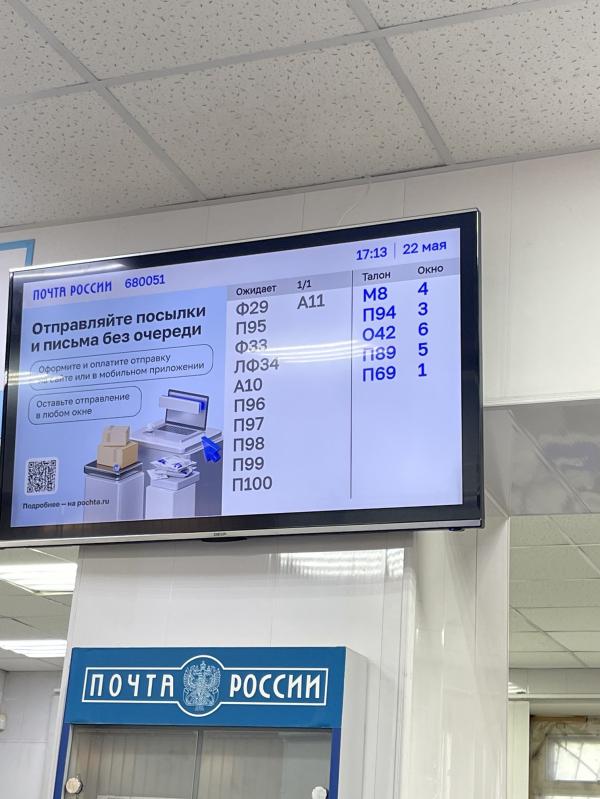 17:13 | 22 мая
ПОЧТА РОССИИ 680051
Отправляйте посылки
и письма без очереди
Оформите и оплатите отправку
на сайте или в мобильном приложении
Оставьте отправление
в любом окне
Подробнее — на pochta.ru
Ожидает 1/1
Ф29 А11
П95
Ф33
ЛФ34
А10
П96
П97
П98
П99
П100
Талон Окно
М8 4
П94 3
О42 6
П89 5
П69 1
ПОЧТА РОССИИ